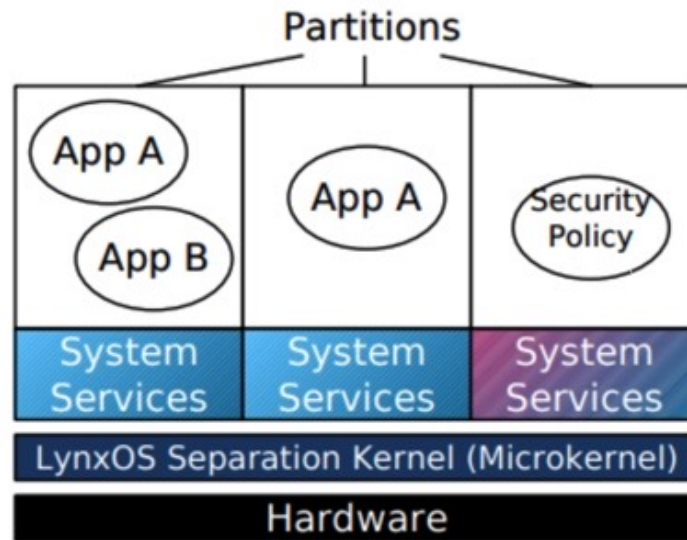 Partitions
App A
App B
App A
Security
Policy
System
Services
System
Services
System
Services
LynxOS Separation Kernel (Microkernel)
Hardware